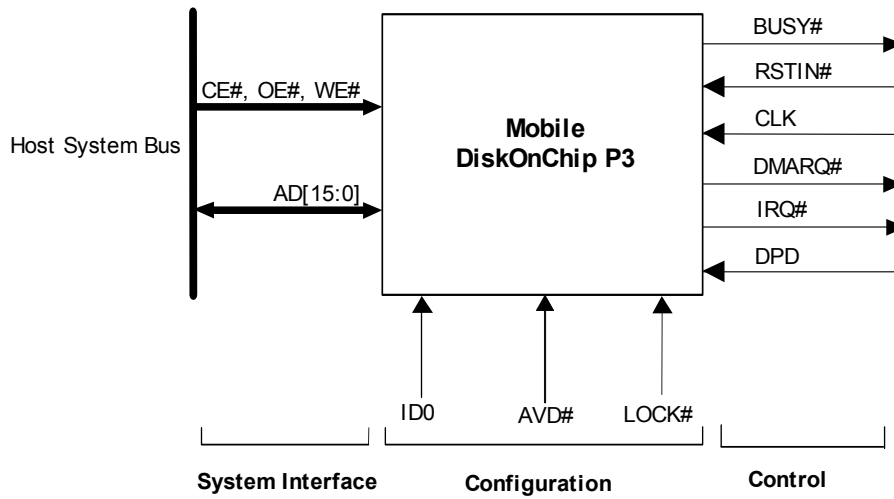 BUSY#
RSTIN#
CE#, OE#, WE#
CLK
Mobile
DiskOnChip P3
Host System Bus
DMARQ#
AD[15:0]
IRQ#
DPD
ID0
AVD#
LOCK#
System Interface
Configuration
Control